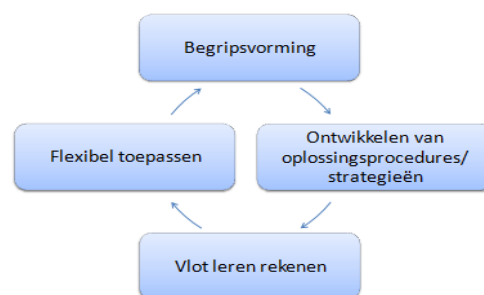 Begripsvorming
Flexibel toepassen
Ontwikkelen van
oplossingsprocedures/
strategieën
Vlot leren rekenen